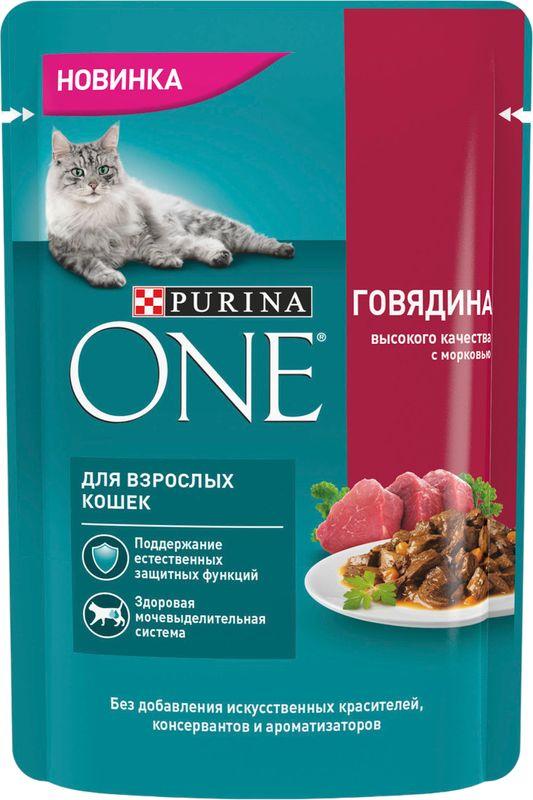 НОВИНКА
PURINA
ONE®
ГОВЯДИНА
высокого качества
с морковью
ДЛЯ ВЗРОСЛЫХ
КОШЕК
Поддержание
естественных
защитных функций
Здоровая
мочевыделительная
система
Без добавления искусственных красителей,
консервантов и ароматизаторов